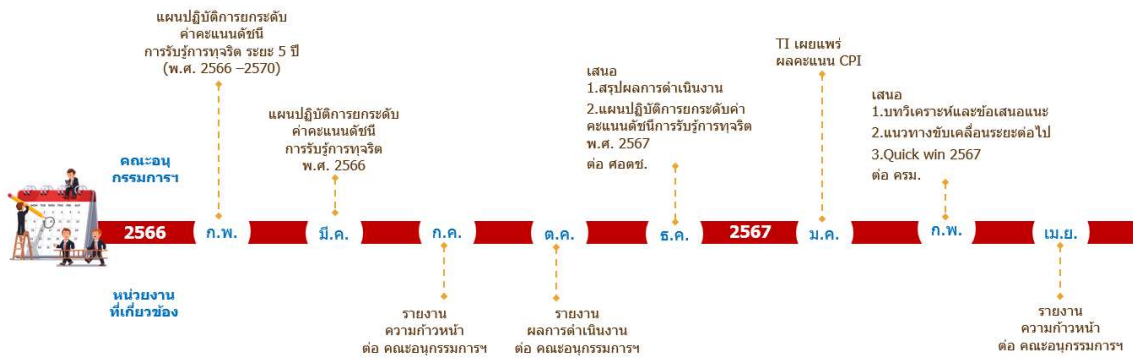 แผนปฏิบัติการยกระดับ
ค่าคะแนนดัชนี
การรับรู้การทุจริต ระยะ 5 ปี
(พ.ศ. 2566 –2570)
แผนปฏิบัติการยกระดับ
ค่าคะแนนดัชนี
การรับรู้การทุจริต
พ.ศ. 2566
เสนอ
1.สรุปผลการดำเนินงาน
2.แผนปฏิบัติการยกระดับค่า
คะแนนดัชนีการรับรู้การทุจริต
พ.ศ. 2567
ต่อ ศอตช.
TI เผยแพร่
ผลคะแนน CPI
เสนอ
1.บทวิเคราะห์และข้อเสนอแนะ
2.แนวทางขับเคลื่อนระยะต่อไป
3.Quick win 2567
ต่อ ครม.
คณะอนุ
กรรมการฯ
2566 ก.พ. มี.ค. ก.ค. ต.ค. ธ.ค. 2567 ม.ค. ก.พ. เม.ย.
หน่วยงาน
ที่เกี่ยวข้อง
รายงาน
ความก้าวหน้า
ต่อ คณะอนุกรรมการฯ
รายงาน
ผลการดำเนินงาน
ต่อ คณะอนุกรรมการฯ
รายงาน
ความก้าวหน้า
ต่อ คณะอนุกรรมการฯ